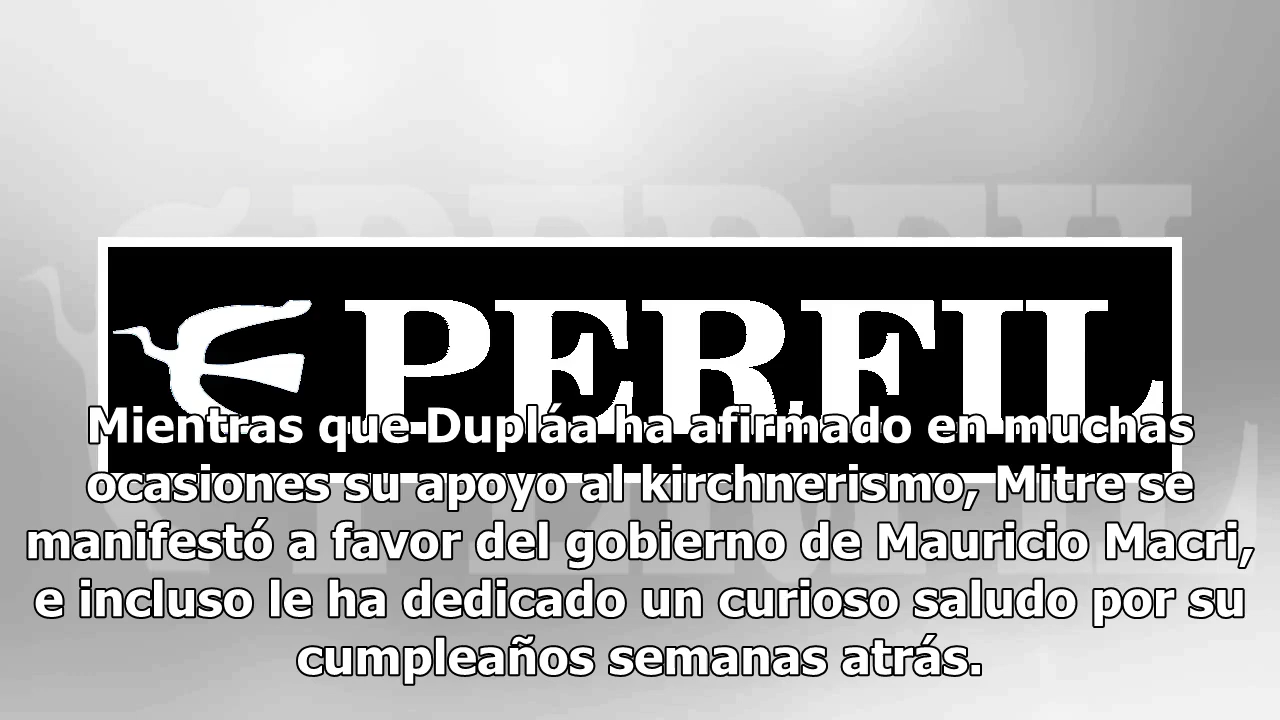 PERFIL
Mientras que Dupláa ha afirmado en muchas
ocasiones su apoyo al kirchnerismo, Mitre se
manifestó a favor del gobierno de Mauricio Macri,
e incluso le ha dedicado un curioso saludo por su
cumpleaños semanas atrás.